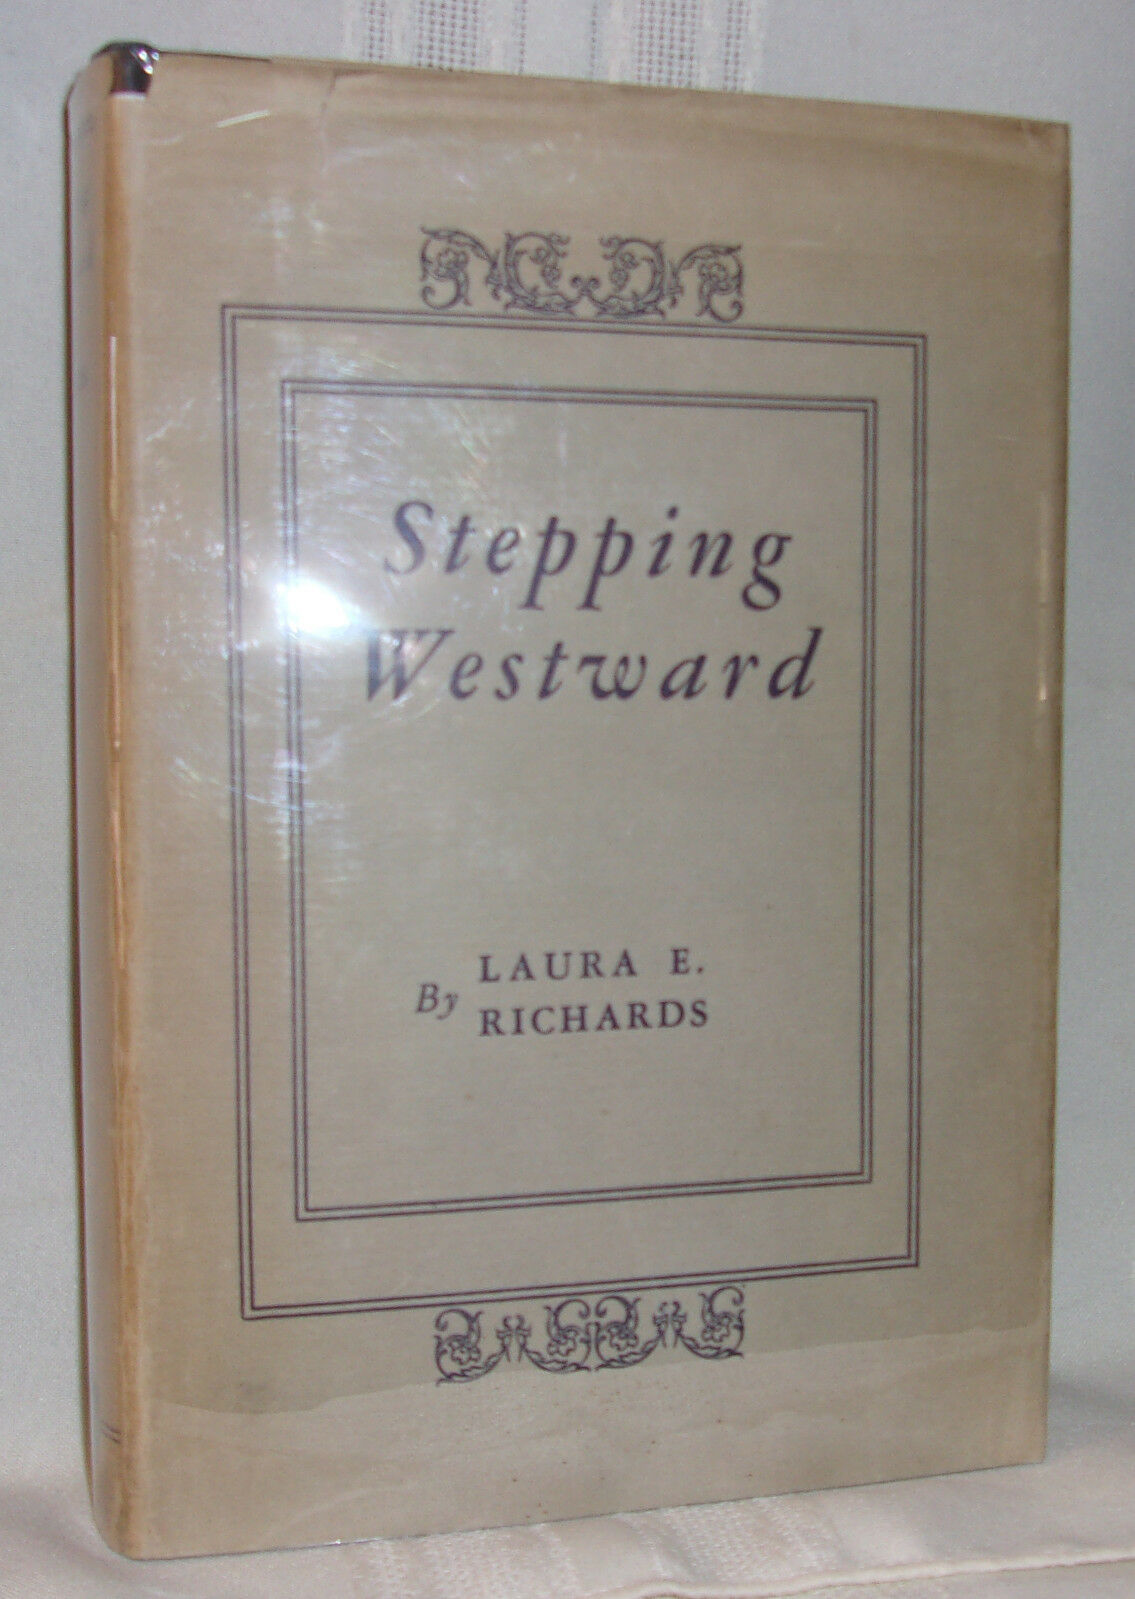 Stepping
Westward
By LAURA E.
RICHARDS